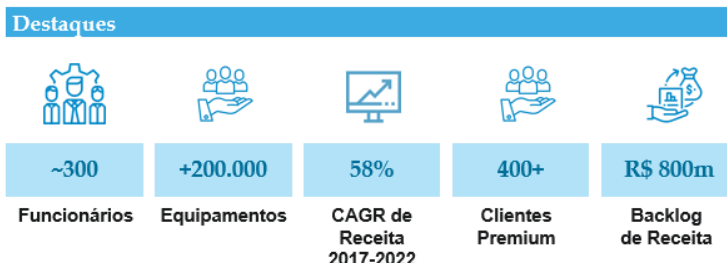 Destaques
~300
+200.000
58%
400+
R$ 800m
Funcionários
Equipamentos
CAGR de
Receita
2017-2022
Clientes
Premium
Backlog
de Receita